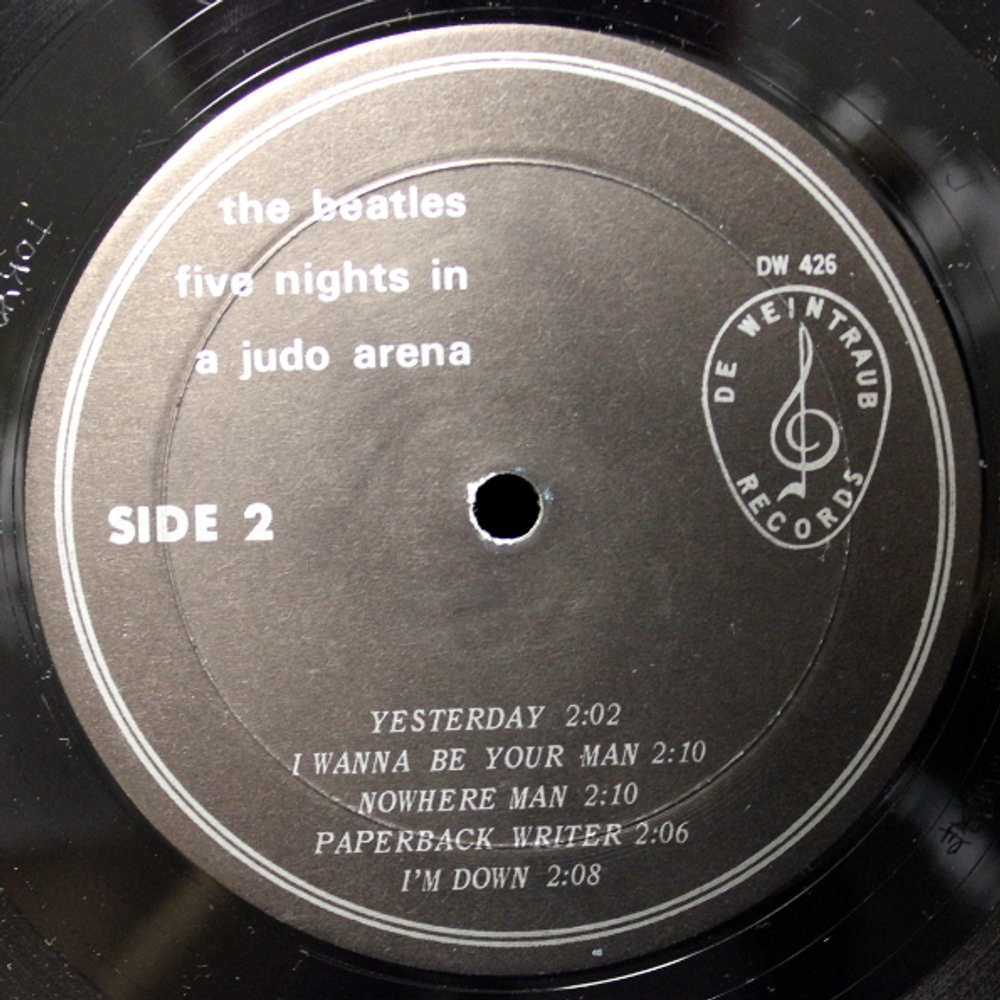 the beatles
five nights in
a judo arena
DW 426
DE WEINTRAUB
RECORDS
SIDE 2
YESTERDAY 2:02
I WANNA BE YOUR MAN 2:10
NOWHERE MAN 2:10
PAPERBACK WRITER 2:06
I'M DOWN 2:08